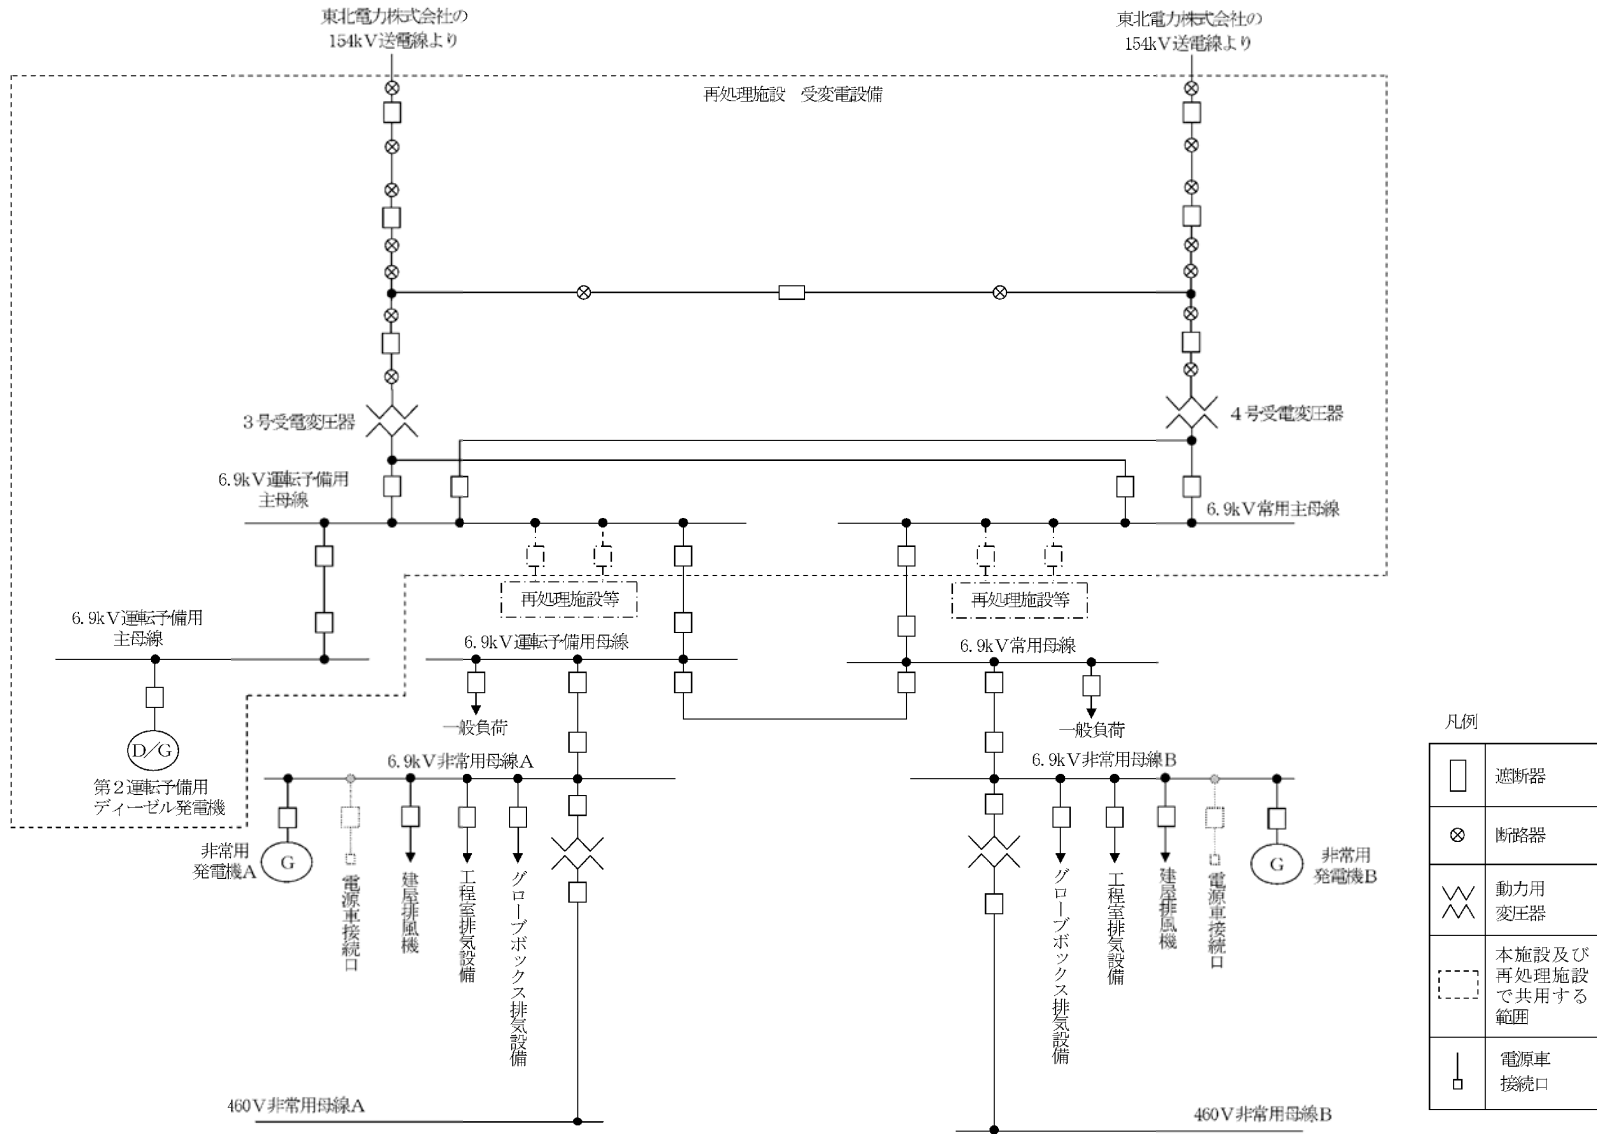 東北電力株式会社の
154kV送電線より
東北電力株式会社の
154kV送電線より
再処理施設　受変電設備
3号受電変圧器
4号受電変圧器
6.9kV運転予備用
主母線
6.9kV常用主母線
再処理施設等
再処理施設等
6.9kV運転予備用
主母線
6.9kV運転予備用母線
6.9kV常用母線
一般負荷
一般負荷
D/G
第2運転予備用
ディーゼル発電機
6.9kV非常用母線A
6.9kV非常用母線B
非常用
発電機A
G
電源車接続口
建屋排風機
工程室排気設備
グローブボックス排気設備
グローブボックス排気設備
工程室排気設備
建屋排風機
電源車接続口
G
非常用
発電機B
460V非常用母線A
460V非常用母線B
凡例
遮断器
断路器
動力用
変圧器
本施設及び
再処理施設
で共用する
範囲
電源車
接続口